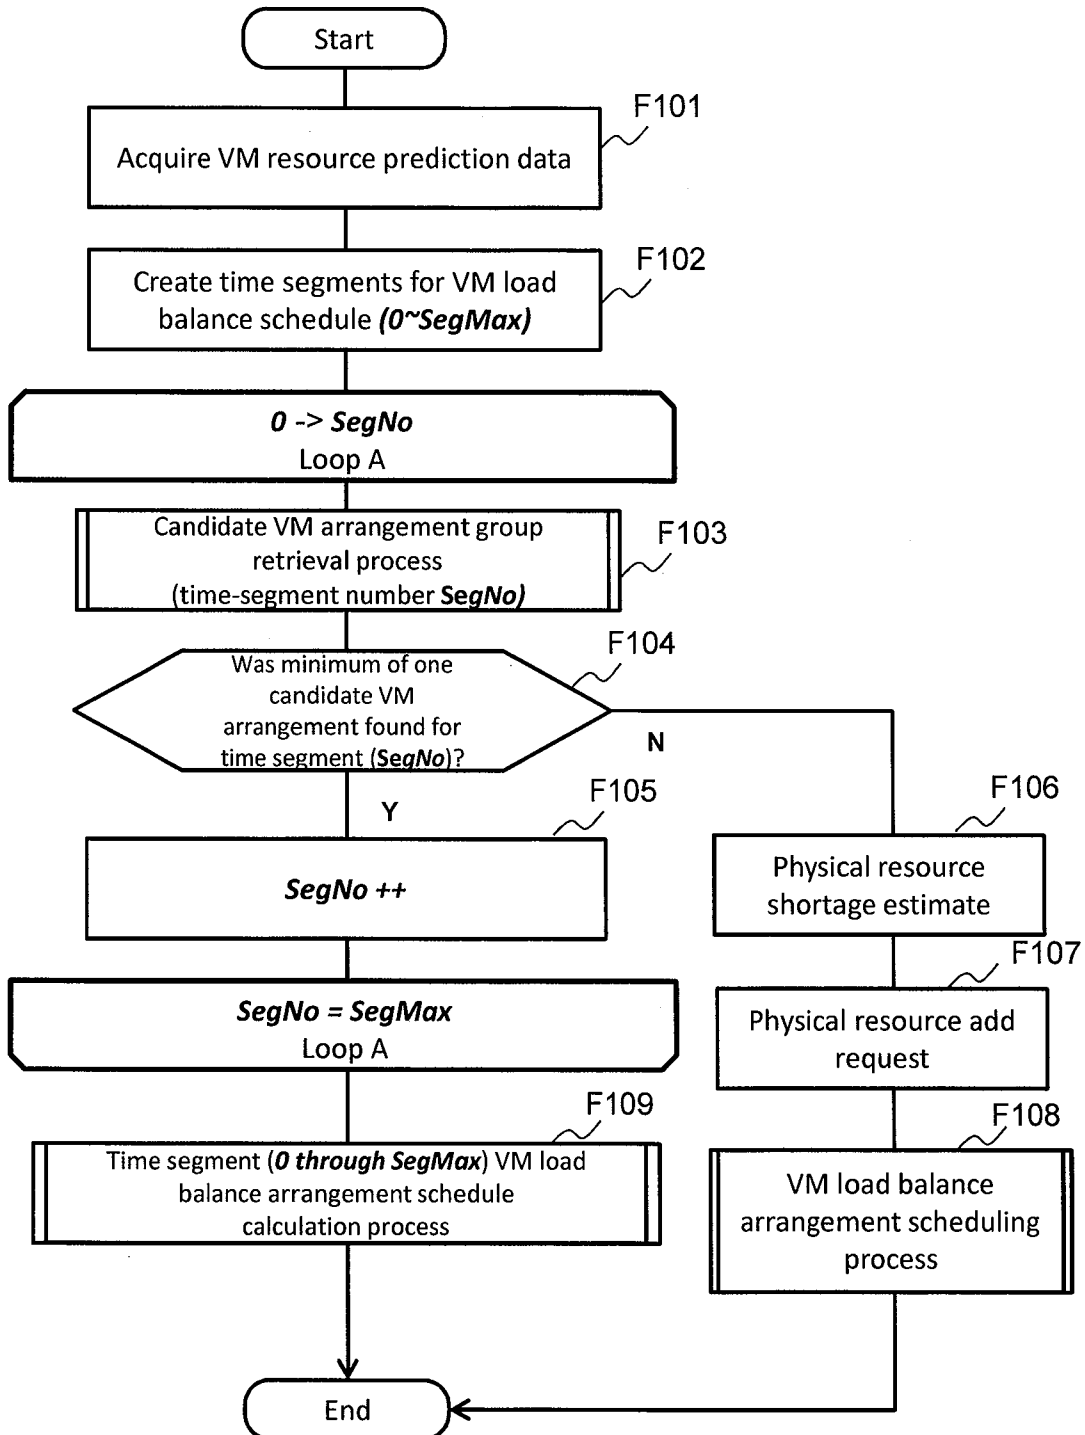 Start
F101
Acquire VM resource prediction data
F102
Create time segments for VM load
balance schedule (0~SegMax)
0 -> SegNo
Loop A
F103
Candidate VM arrangement group
retrieval process
(time-segment number SegNo)
F104
Was minimum of one
candidate VM
arrangement found for
time segment (SegNo)?
N
Y
F105
SegNo ++
F106
Physical resource
shortage estimate
SegNo = SegMax
Loop A
F107
Physical resource add
request
F109
Time segment (0 through SegMax) VM load
balance arrangement schedule
calculation process
F108
VM load balance
arrangement scheduling
process
End